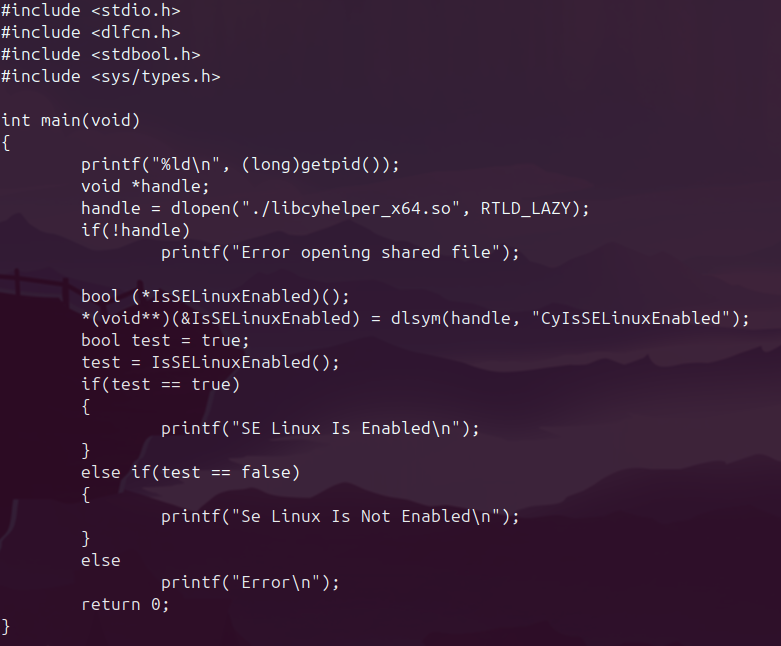 #include <stdio.h>
#include <dlfcn.h>
#include <stdbool.h>
#include <sys/types.h>

int main(void)
{
        printf("%ld\n", (long)getpid());
        void *handle;
        handle = dlopen("./libcyhelper_x64.so", RTLD_LAZY);
        if(!handle)
                printf("Error opening shared file");

        bool (*IsSELinuxEnabled)();
        *(void**)(&IsSELinuxEnabled) = dlsym(handle, "CyIsSELinuxEnabled");
        bool test = true;
        test = IsSELinuxEnabled();
        if(test == true)
        {
                printf("SE Linux Is Enabled\n");
        }
        else if(test == false)
        {
                printf("Se Linux Is Not Enabled\n");
        }
        else
                printf("Error\n");
        return 0;
}